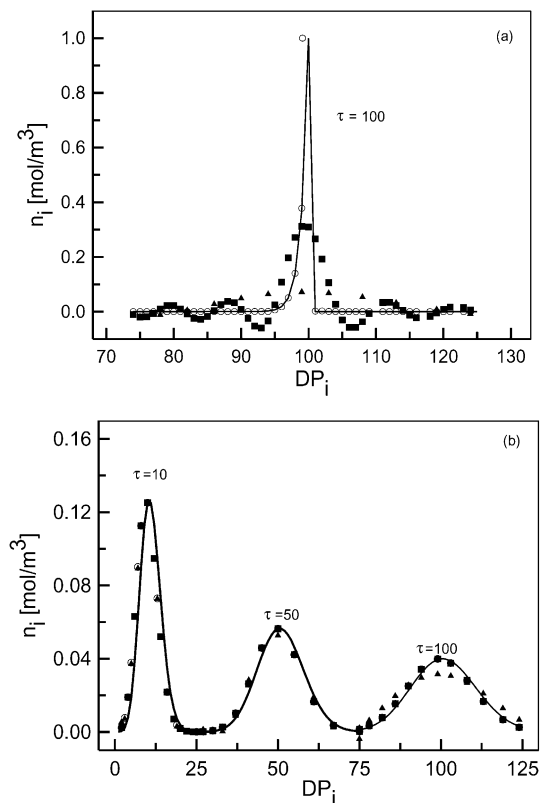 (a)
τ = 100
n_i [mol/m^3]
1.0
0.8
0.6
0.4
0.2
0.0
70 80 90 100 110 120 130
DP_i
(b)
τ =10
τ =50
τ=100
n_i [mol/m^3]
0.16
0.12
0.08
0.04
0.00
0 25 50 75 100 125
DP_i